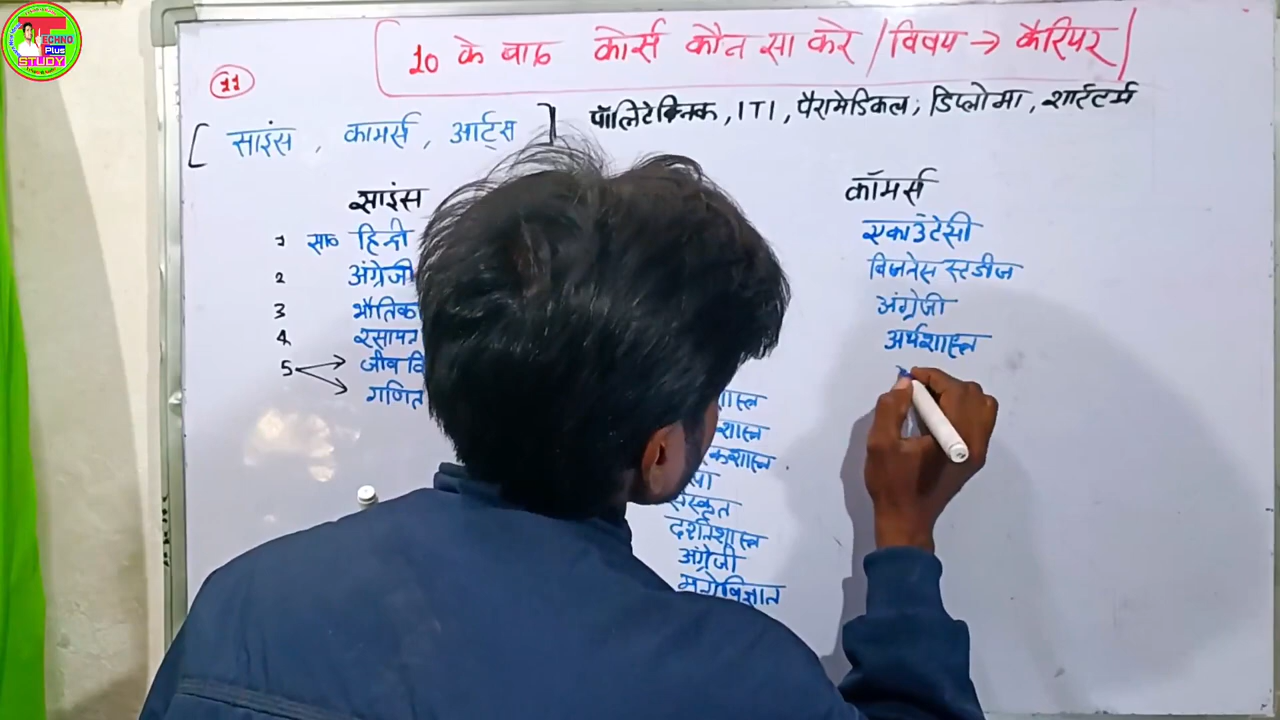 TECHNO
Plus
STUDY
10 के बाद कोर्स कौन सा करे / विषय → कैरियर
11
[ साइंस , कामर्स , आर्ट्स ] पॉलिटेक्निक, ITI, पैरामेडिकल, डिप्लोमा, शार्टटर्म
साइंस
1 सा० हिन्दी
2 अंग्रेजी
3 भौतिक
4 रसायन
5 जीव वि
गणित
शास्त्र
शास्त्र
कशास्त्र
संस्कृत
दर्शनशास्त्र
अंग्रेजी
मनोविज्ञान
कॉमर्स
एकाउंटेसी
बिजनेस स्टडीज
अंग्रेजी
अर्थशास्त्र